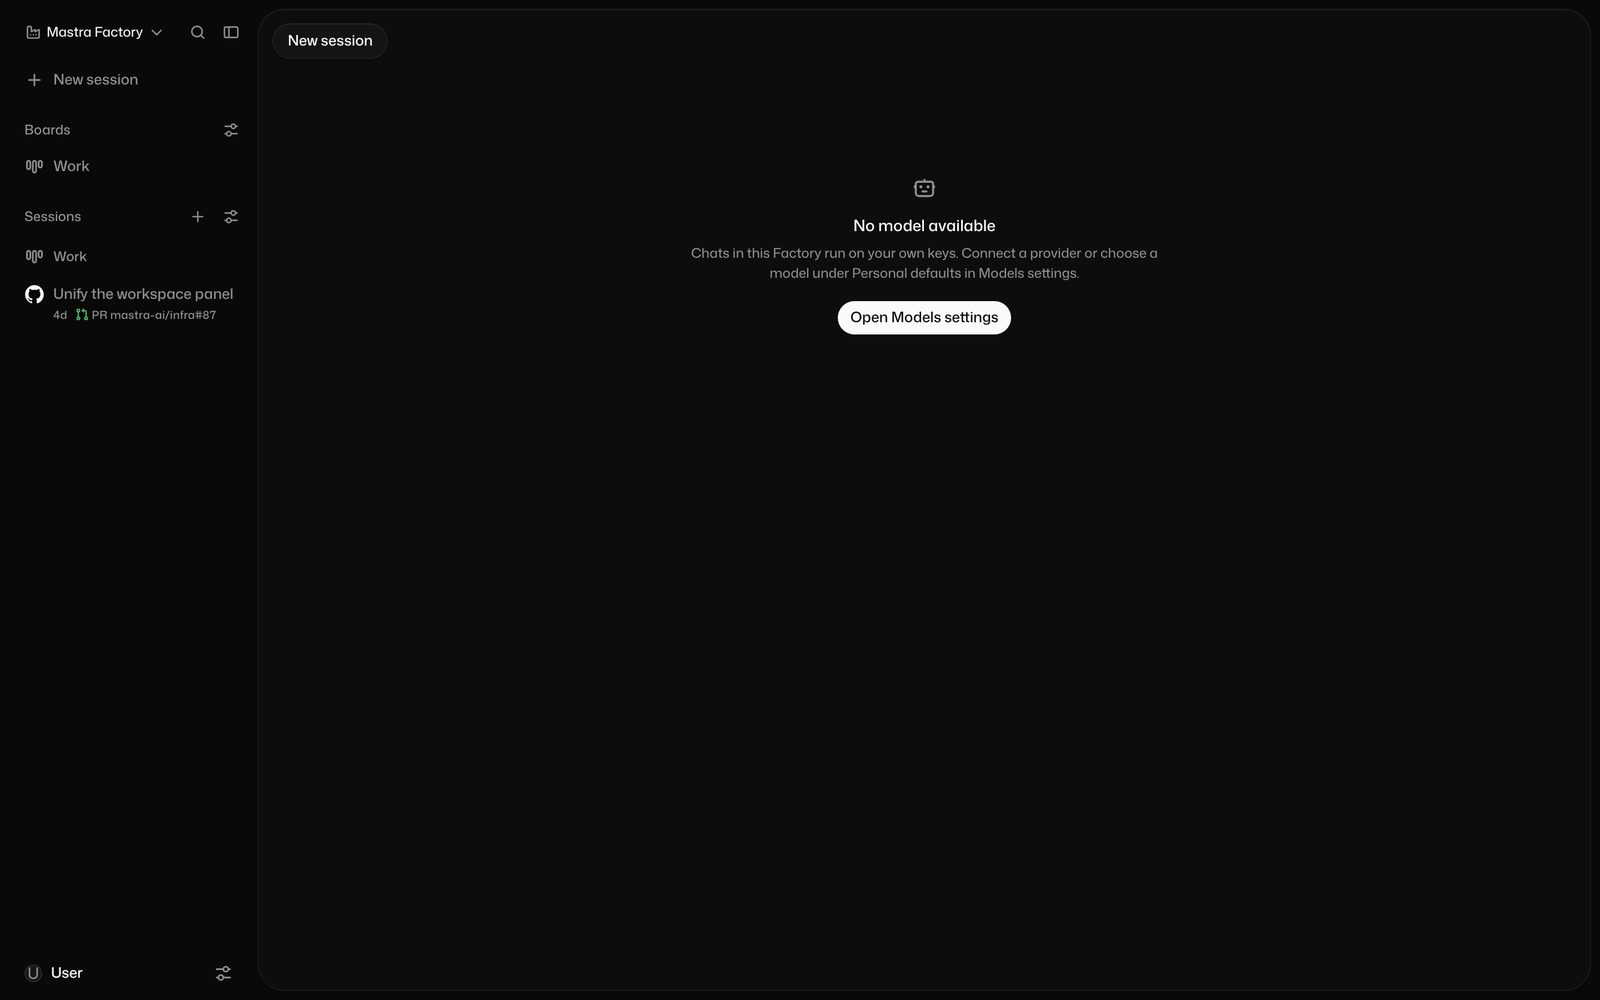 Mastra Factory
New session
Boards
Work
Sessions
Work
Unify the workspace panel
4d PR mastra-ai/infra#87
U User
New session
No model available
Chats in this Factory run on your own keys. Connect a provider or choose a
model under Personal defaults in Models settings.
Open Models settings